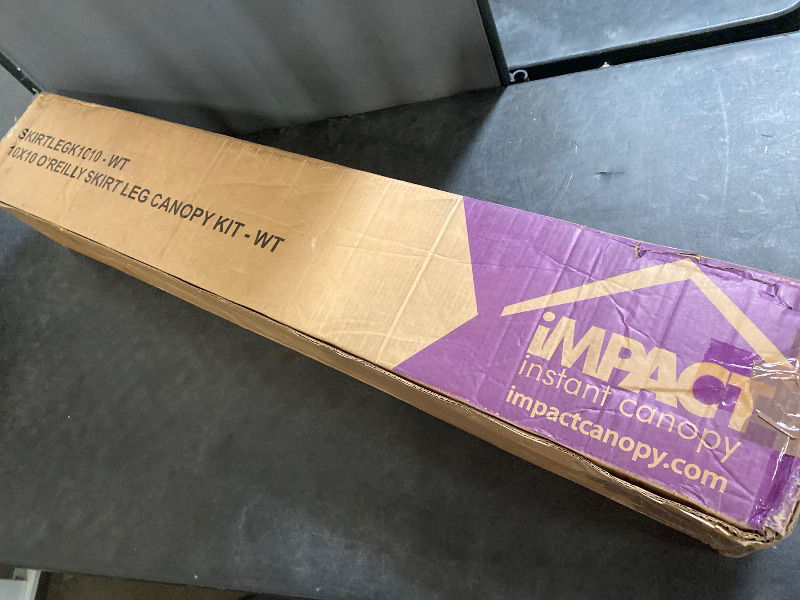 SKIRTLEGK1010 - WT
10X10 O'REILLY SKIRT LEG CANOPY KIT - WT
iMPACT
instant canopy
impactcanopy.com